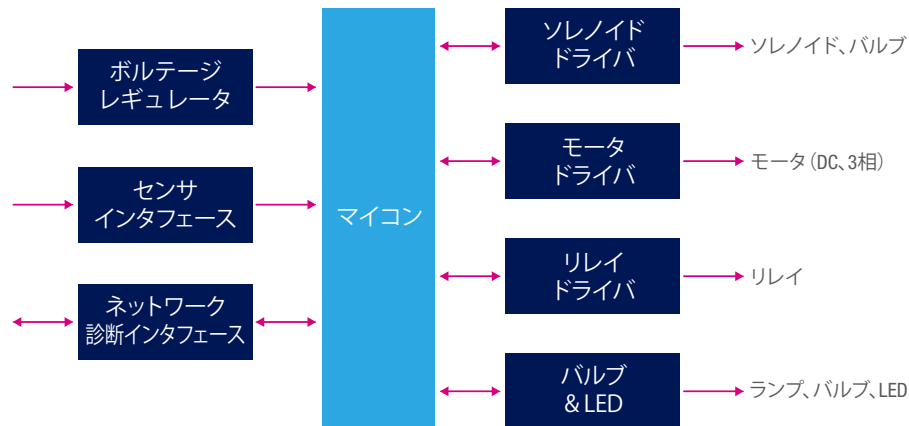 ボルテージ
レギュレータ
センサ
インタフェース
ネットワーク
診断インタフェース
マイコン
ソレノイド
ドライバ
ソレノイド、バルブ
モータ
ドライバ
モータ（DC、3相）
リレイ
ドライバ
リレイ
バルブ
& LED
ランプ、バルブ、LED